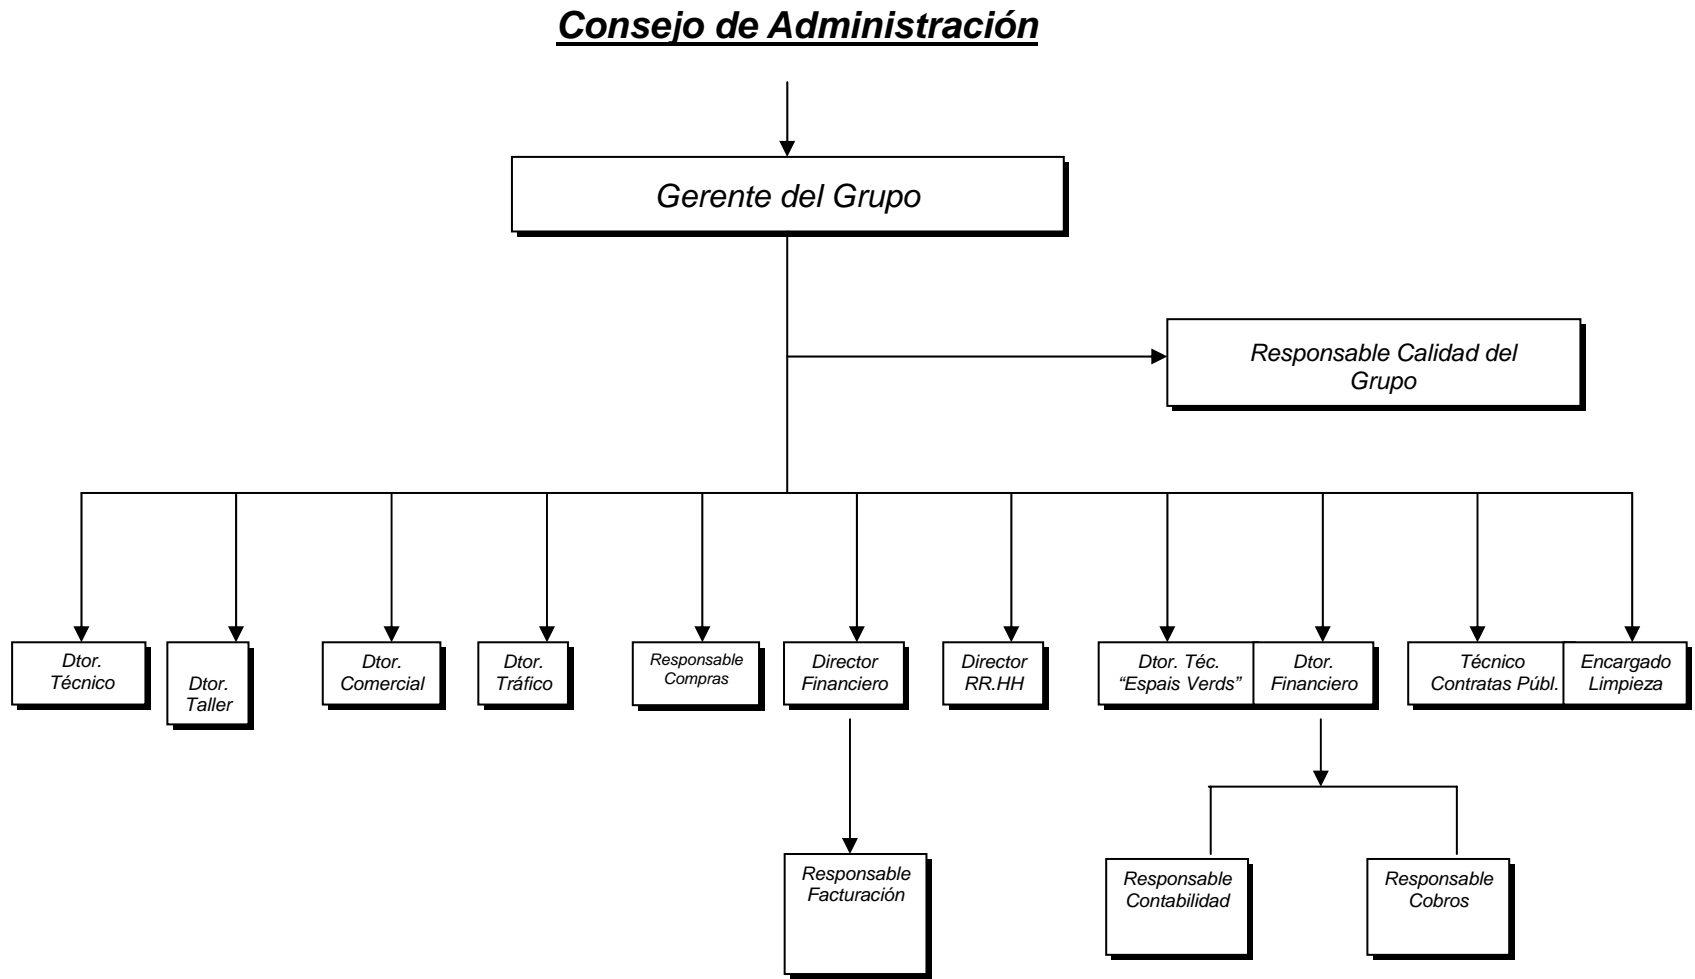 Consejo de Administración
Gerente del Grupo
Responsable Calidad del
Grupo
Dtor.
Técnico
Dtor.
Taller
Dtor.
Comercial
Dtor.
Tráfico
Responsable
Compras
Director
Financiero
Director
RR.HH
Dtor. Téc.
“Espais Verds”
Dtor.
Financiero
Técnico
Contratas Públ.
Encargado
Limpieza
Responsable
Facturación
Responsable
Contabilidad
Responsable
Cobros